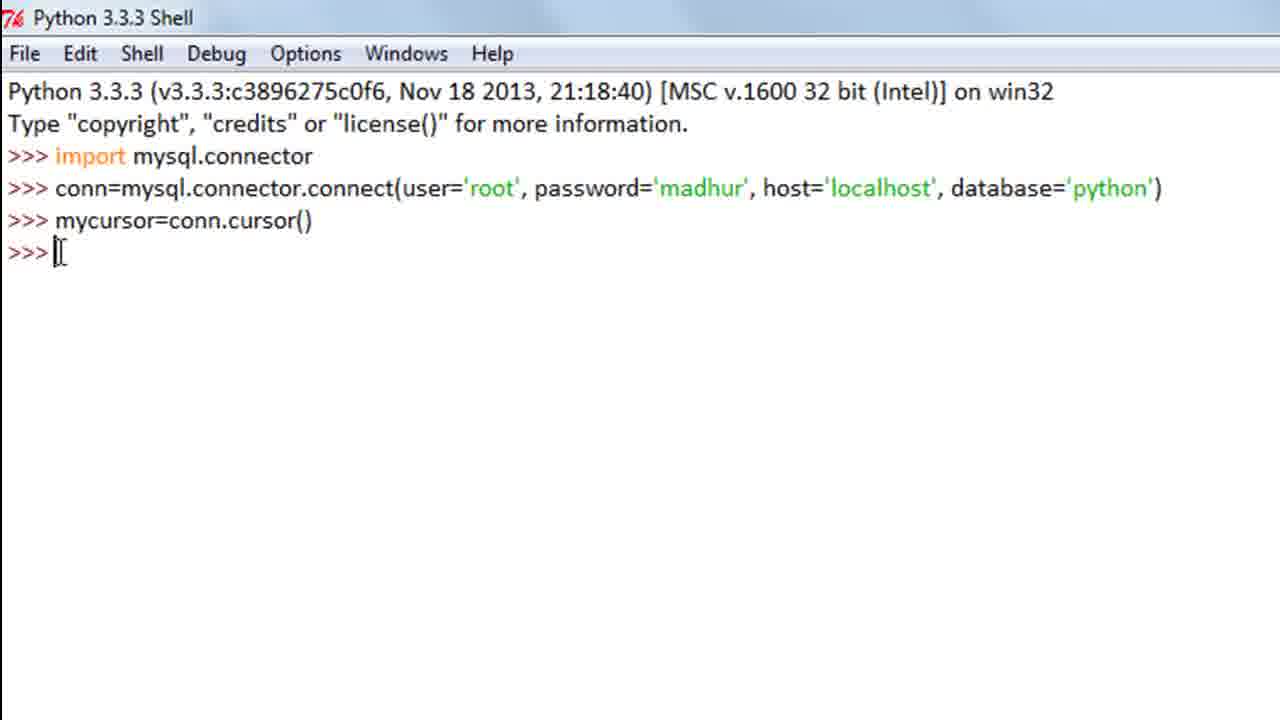 Python 3.3.3 Shell
File Edit Shell Debug Options Windows Help
Python 3.3.3 (v3.3.3:c3896275c0f6, Nov 18 2013, 21:18:40) [MSC v.1600 32 bit (Intel)] on win32
Type "copyright", "credits" or "license()" for more information.
>>> import mysql.connector
>>> conn=mysql.connector.connect(user='root', password='madhur', host='localhost', database='python')
>>> mycursor=conn.cursor()
>>>